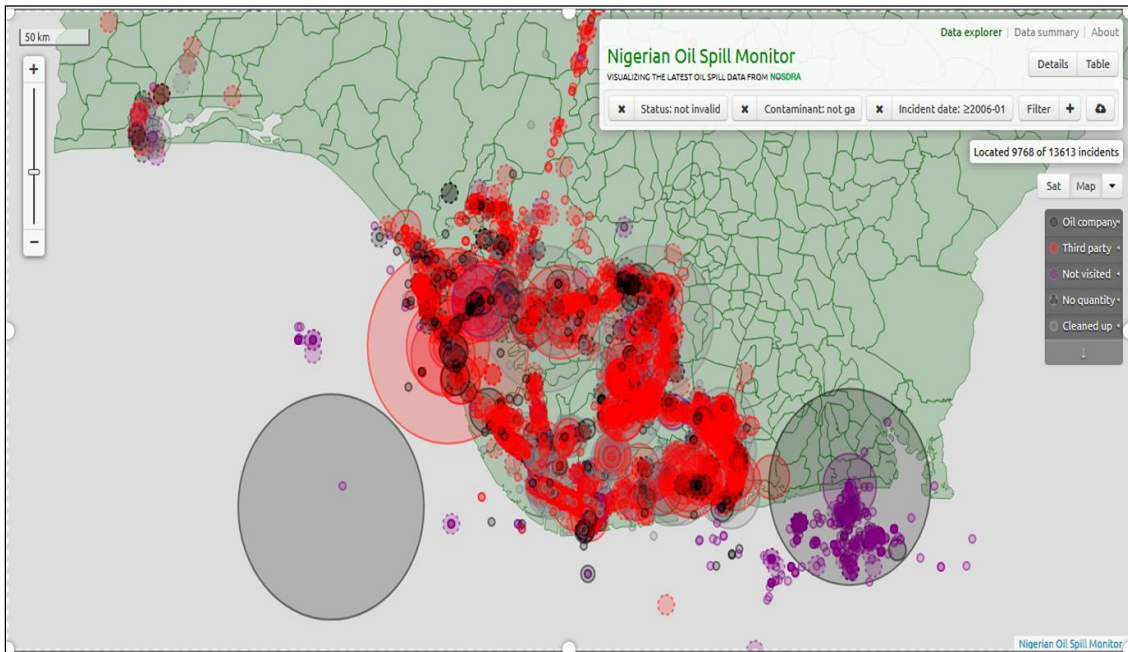 50 km
+
−
Data explorer | Data summary | About
Nigerian Oil Spill Monitor
VISUALIZING THE LATEST OIL SPILL DATA FROM NOSDRA
Details Table
✖ Status: not invalid ✖ Contaminant: not ga ✖ Incident date: ≥2006-01 Filter +
Located 9768 of 13613 incidents
Sat Map ▾
Oil company
Third party
Not visited
No quantity
Cleaned up
↓
Nigerian Oil Spill Monitor